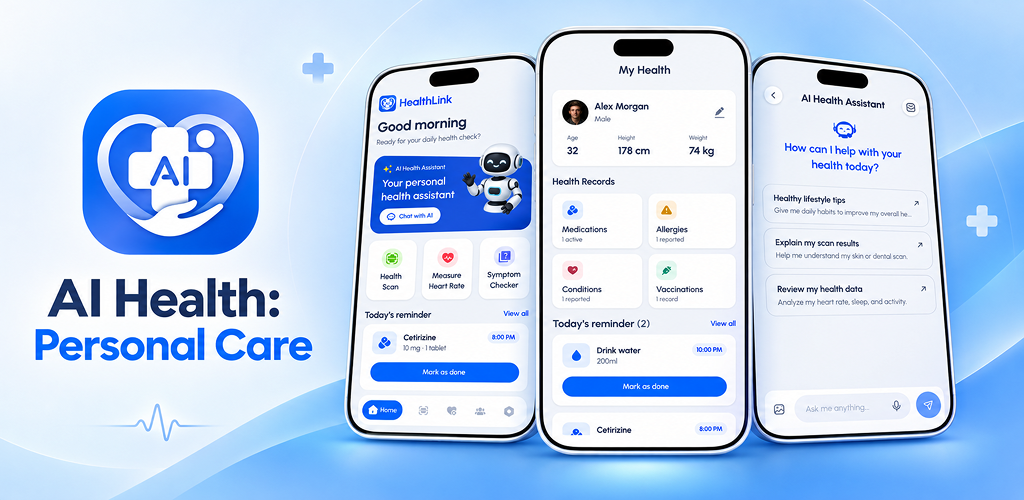 AI
AI Health:
Personal Care
HealthLink
Good morning
Ready for your daily health check?
AI Health Assistant
Your personal
health assistant
Chat with AI
Health
Scan
Measure
Heart Rate
Symptom
Checker
Today's reminder
View all
Cetirizine
10 mg · 1 tablet
8:00 PM
Mark as done
Home
My Health
Alex Morgan
Male
Age
Height
Weight
32
178 cm
74 kg
Health Records
Medications
1 active
Allergies
1 reported
Conditions
1 reported
Vaccinations
1 record
Today's reminder (2)
View all
Drink water
200ml
10:00 PM
Mark as done
Cetirizine
8:00 PM
AI Health Assistant
How can I help with your
health today?
Healthy lifestyle tips
Give me daily habits to improve my overall he...
Explain my scan results
Help me understand my skin or dental scan.
Review my health data
Analyze my heart rate, sleep, and activity.
Ask me anything...